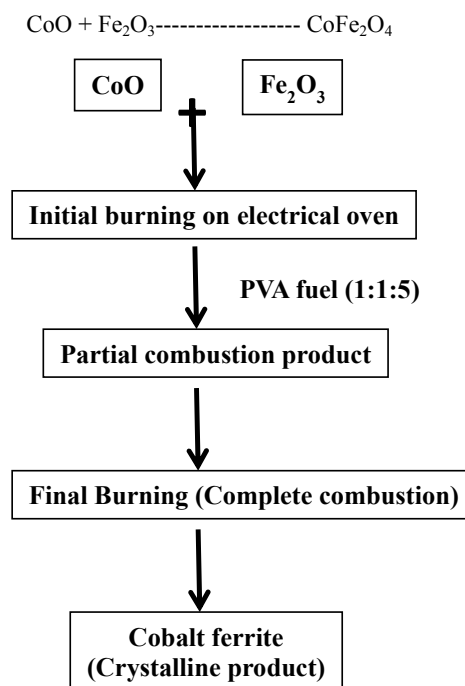 CoO + Fe₂O₃-------------------- CoFe₂O₄
CoO
+
Fe₂O₃
Initial burning on electrical oven
PVA fuel (1:1:5)
Partial combustion product
Final Burning (Complete combustion)
Cobalt ferrite
(Crystalline product)